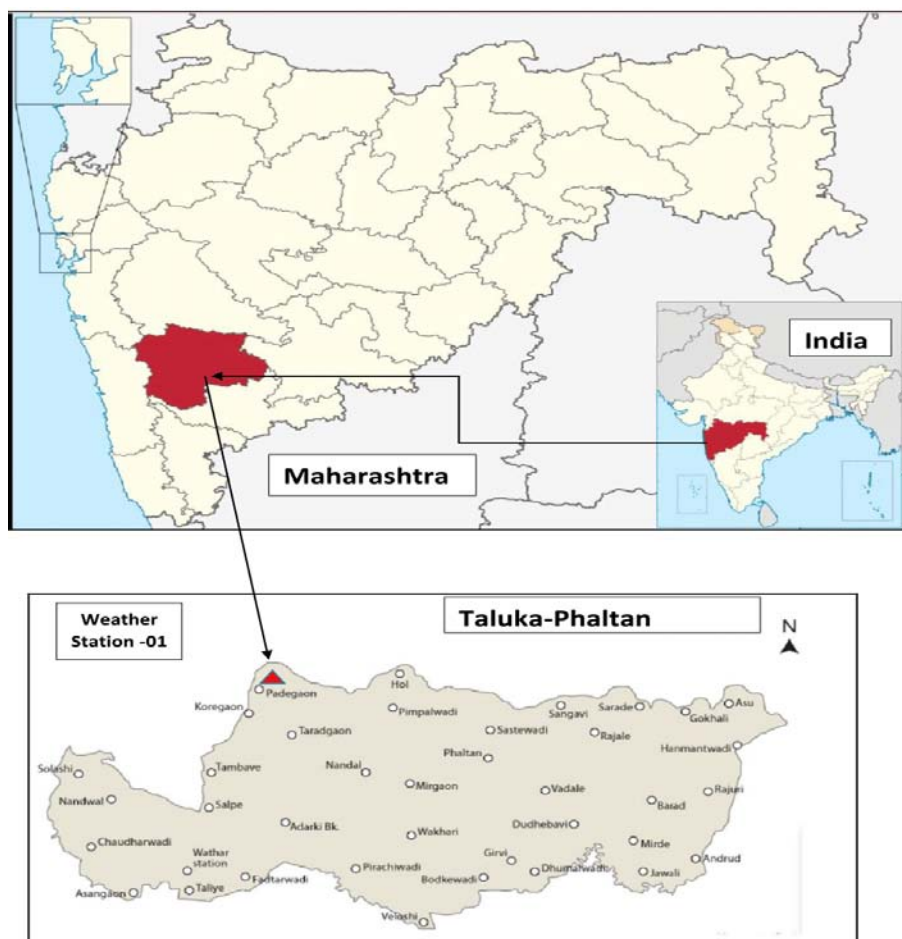 India
Maharashtra
Weather
Station -01
Taluka-Phaltan
N
Padegaon
Hol
Koregaon
Pimpalwadi
Sangavi
Sarade
Asu
Gokhali
Taradgaon
Sastewadi
Rajale
Hanmantwadi
Phaltan
Solashi
Tambave
Nandal
Mirgaon
Vadale
Rajuri
Nandwal
Salpe
Barad
Adarki Bk.
Wakhari
Dudhebavi
Chaudharwadi
Mirde
Wathar
station
Girvi
Andrud
Pirachiwadi
Dhumalwadi
Jawali
Fadtarwadi
Bodkewadi
Asangaon
Taliye
Veloshi